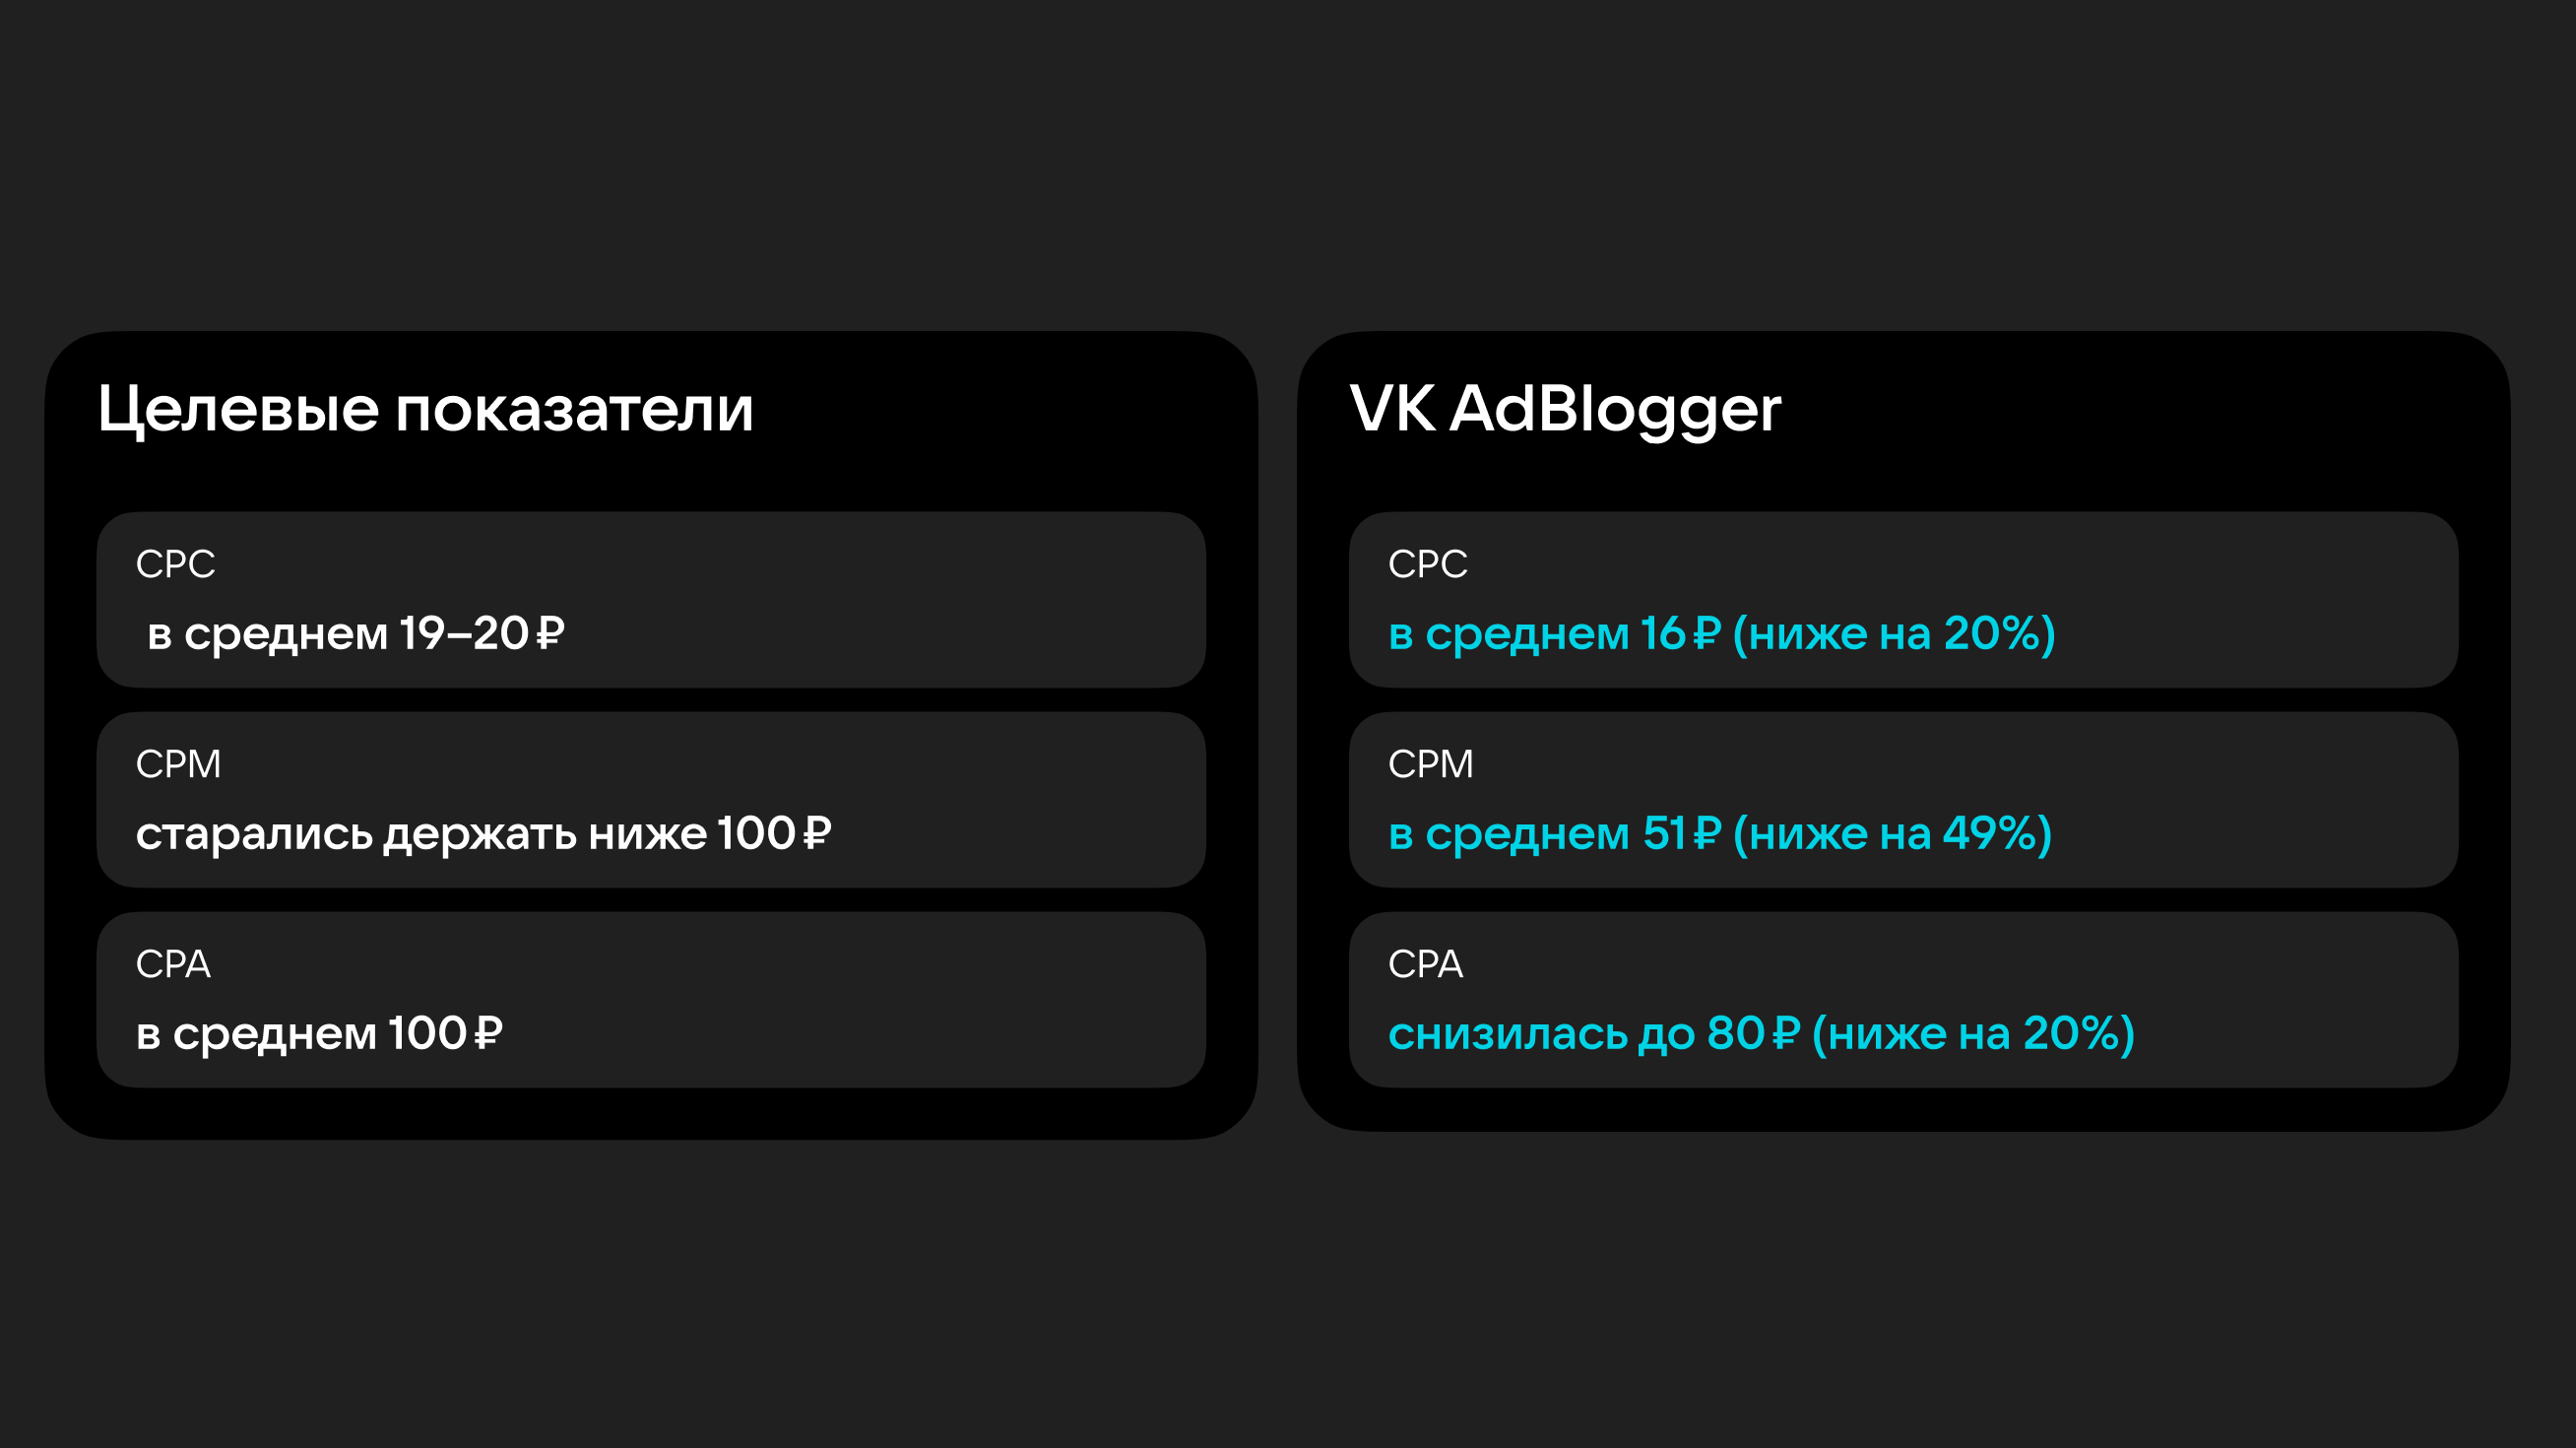 Целевые показатели
CPC
в среднем 19–20 ₽
CPM
старались держать ниже 100 ₽
CPA
в среднем 100 ₽
VK AdBlogger
CPC
в среднем 16 ₽ (ниже на 20%)
CPM
в среднем 51 ₽ (ниже на 49%)
CPA
снизилась до 80 ₽ (ниже на 20%)